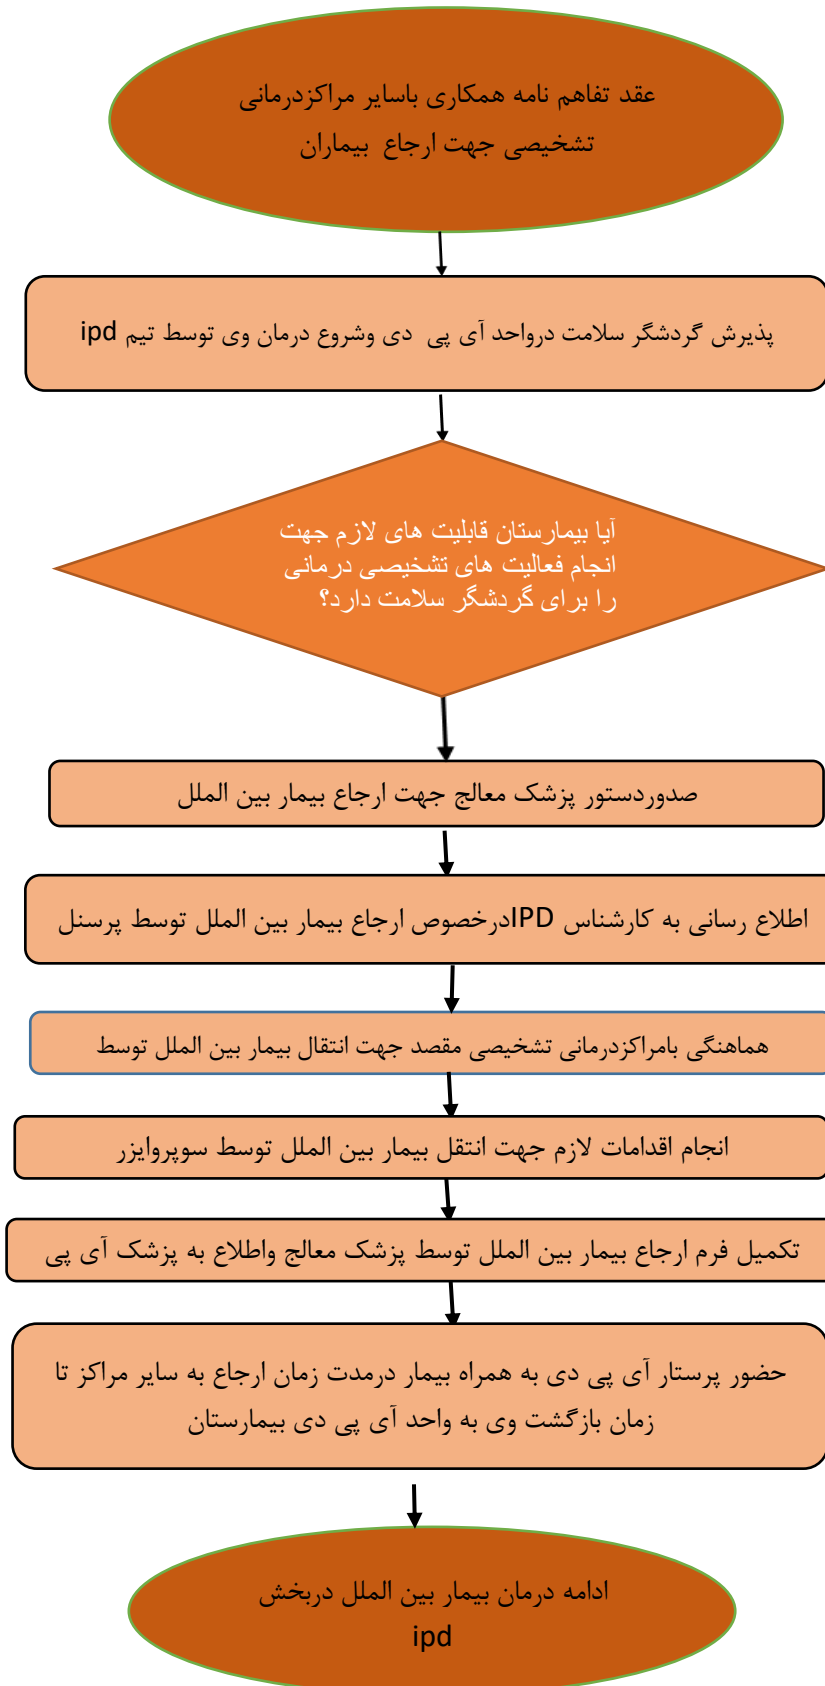 عقد تفاهم نامه همکاری باسایر مراکزدرمانی
تشخیصی جهت ارجاع بیماران
پذیرش گردشگر سلامت درواحد آی پی دی وشروع درمان وی توسط تیم ipd
آیا بیمارستان قابلیت های لازم جهت
انجام فعالیت های تشخیصی درمانی
را برای گردشگر سلامت دارد؟
صدوردستور پزشک معالج جهت ارجاع بیمار بین الملل
اطلاع رسانی به کارشناس IPDدرخصوص ارجاع بیمار بین الملل توسط پرسنل
هماهنگی بامراکزدرمانی تشخیصی مقصد جهت انتقال بیمار بین الملل توسط
انجام اقدامات لازم جهت انتقل بیمار بین الملل توسط سوپروایزر
تکمیل فرم ارجاع بیمار بین الملل توسط پزشک معالج واطلاع به پزشک آی پی
حضور پرستار آی پی دی به همراه بیمار درمدت زمان ارجاع به سایر مراکز تا
زمان بازگشت وی به واحد آی پی دی بیمارستان
ادامه درمان بیمار بین الملل دربخش
ipd